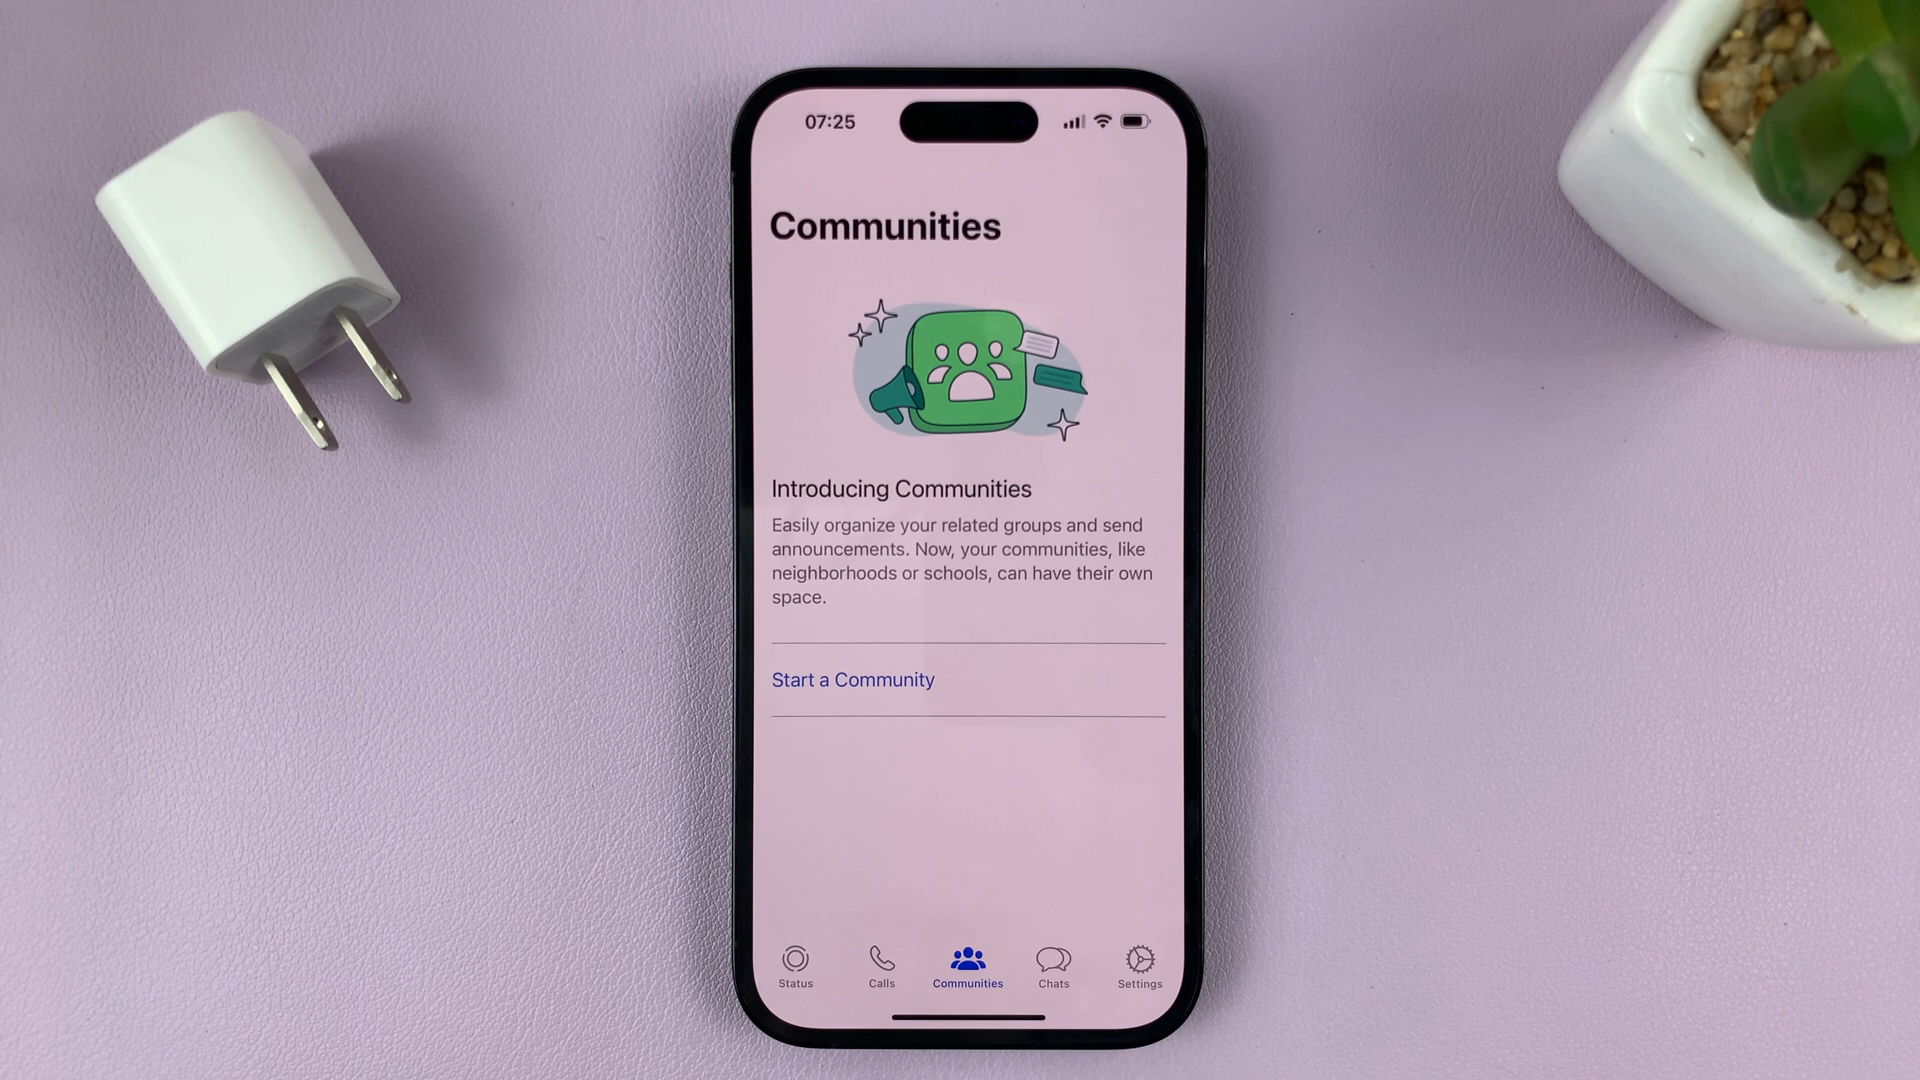 07:25
Communities
Introducing Communities
Easily organize your related groups and send
announcements. Now, your communities, like
neighborhoods or schools, can have their own
space.
Start a Community
Status Calls Communities Chats Settings